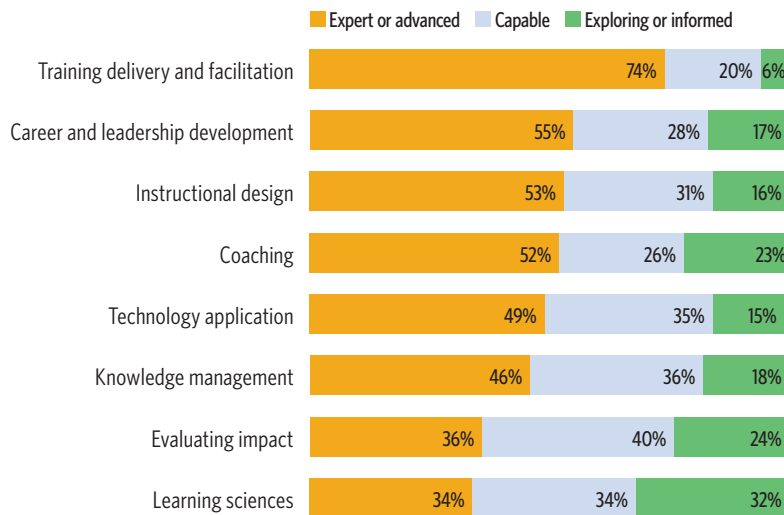 Expert or advanced Capable Exploring or informed
Training delivery and facilitation 74% 20% 6%
Career and leadership development 55% 28% 17%
Instructional design 53% 31% 16%
Coaching 52% 26% 23%
Technology application 49% 35% 15%
Knowledge management 46% 36% 18%
Evaluating impact 36% 40% 24%
Learning sciences 34% 34% 32%